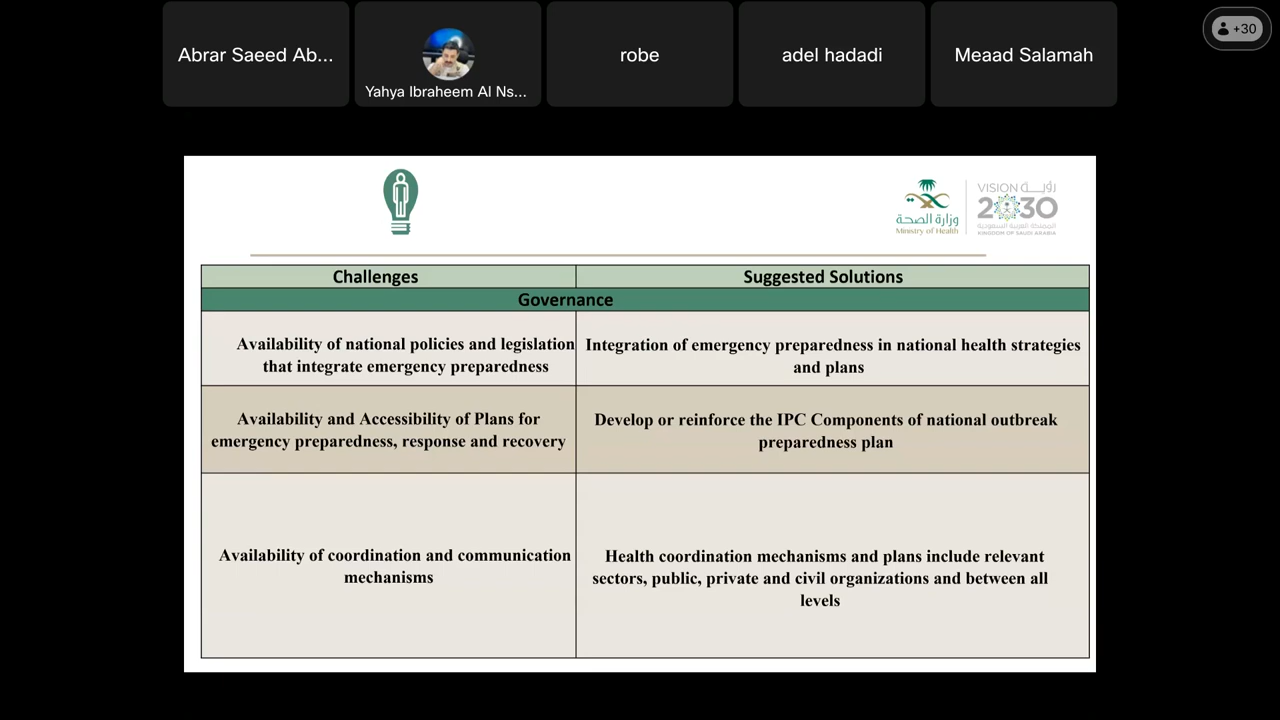 Abrar Saeed Ab...
Yahya Ibraheem Al Ns...
robe
adel hadadi
Meaad Salamah
+30
وزارة الصحة
Ministry of Health
VISION رؤيـــة
2030
المملكة العربية السعودية
KINGDOM OF SAUDI ARABIA
Challenges
Suggested Solutions
Governance
Availability of national policies and legislation
that integrate emergency preparedness
Integration of emergency preparedness in national health strategies
and plans
Availability and Accessibility of Plans for
emergency preparedness, response and recovery
Develop or reinforce the IPC Components of national outbreak
preparedness plan
Availability of coordination and communication
mechanisms
Health coordination mechanisms and plans include relevant
sectors, public, private and civil organizations and between all
levels